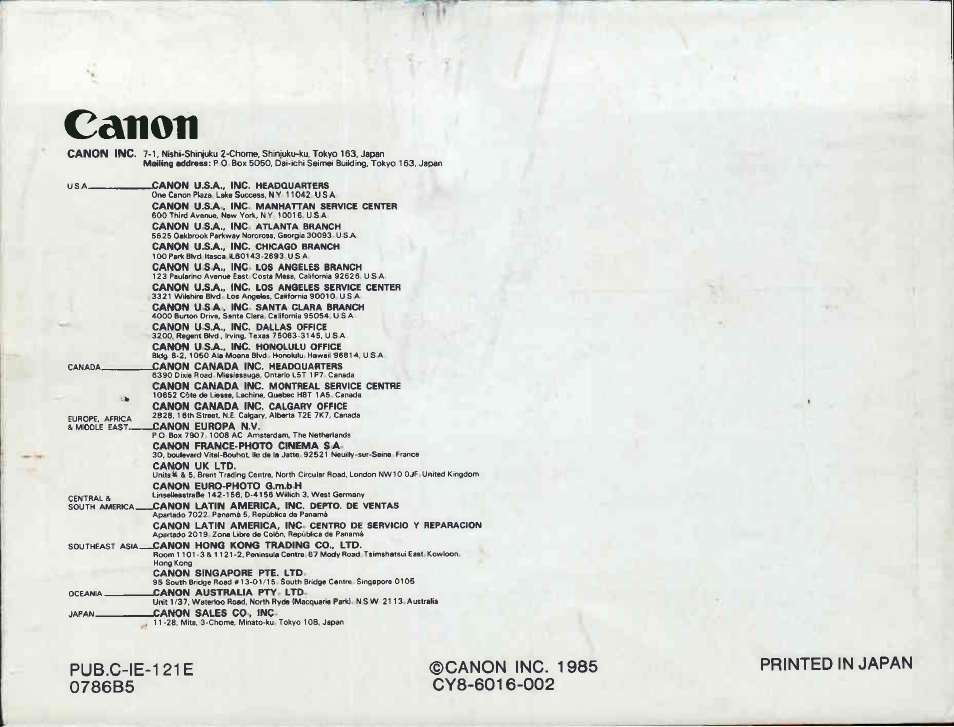 Canon
CANON INC. 7-1, Nishi-Shinjuku 2-Chome, Shinjuku-ku, Tokyo 163, Japan
Mailing address: P.O. Box 5050, Dai-ichi Seimei Building, Tokyo 163, Japan
U.S.A. CANON U.S.A., INC. HEADQUARTERS
One Canon Plaza, Lake Success, N.Y. 11042, U.S.A.
CANON U.S.A., INC. MANHATTAN SERVICE CENTER
600 Third Avenue, New York, N.Y. 10016, U.S.A.
CANON U.S.A., INC. ATLANTA BRANCH
5625 Oakbrook Parkway Norcross, Georgia 30093, U.S.A.
CANON U.S.A., INC. CHICAGO BRANCH
100 Park Blvd. Itasca, IL60143-2693, U.S.A.
CANON U.S.A., INC. LOS ANGELES BRANCH
123 Paularino Avenue East, Costa Mesa, California 92626, U.S.A.
CANON U.S.A., INC. LOS ANGELES SERVICE CENTER
3321 Wilshire Blvd., Los Angeles, California 90010, U.S.A.
CANON U.S.A., INC. SANTA CLARA BRANCH
4000 Burton Drive, Santa Clara, California 95054, U.S.A.
CANON U.S.A., INC. DALLAS OFFICE
3200, Regent Blvd., Irving, Texas 75063-3145, U.S.A.
CANON U.S.A., INC. HONOLULU OFFICE
Bldg. B-2, 1050 Ala Moana Blvd., Honolulu, Hawaii 96814, U.S.A.
CANADA CANON CANADA INC. HEADQUARTERS
6390 Dixie Road, Mississauga, Ontario L5T 1P7, Canada
CANON CANADA INC. MONTREAL SERVICE CENTRE
10652 Côte de Liesse, Lachine, Quebec H8T 1A5, Canada
CANON CANADA INC. CALGARY OFFICE
2828, 16th Street, N.E. Calgary, Alberta T2E 7K7, Canada
EUROPE, AFRICA
& MIDDLE EAST CANON EUROPA N.V.
P.O. Box 7907, 1008 AC Amsterdam, The Netherlands
CANON FRANCE-PHOTO CINEMA S.A.
30, boulevard Vital-Bouhot, Ile de la Jatte, 92521 Neuilly-sur-Seine, France
CANON UK LTD.
Units & 5, Brent Trading Centre, North Circular Road, London NW10 0JF, United Kingdom
CANON EURO-PHOTO G.m.b.H
Linsellesstraße 142-156, D-4156 Willich 3, West Germany
CENTRAL &
SOUTH AMERICA CANON LATIN AMERICA, INC. DEPTO. DE VENTAS
Apartado 7022, Panamá 5, República de Panamá
CANON LATIN AMERICA, INC. CENTRO DE SERVICIO Y REPARACION
Apartado 2019, Zona Libre de Colón, República de Panamá
SOUTHEAST ASIA CANON HONG KONG TRADING CO., LTD.
Room 1101-3 & 1121-2, Peninsula Centre, 67 Mody Road, Tsimshatsui East, Kowloon,
Hong Kong
CANON SINGAPORE PTE. LTD.
95 South Bridge Road #13-01/15, South Bridge Centre, Singapore 0105
OCEANIA CANON AUSTRALIA PTY. LTD.
Unit 1/37, Waterloo Road, North Ryde (Macquarie Park), N.S.W. 2113, Australia
JAPAN CANON SALES CO., INC.
11-28, Mita, 3-Chome, Minato-ku, Tokyo 108, Japan
PUB.C-IE-121E
0786B5
©CANON INC. 1985
CY8-6016-002
PRINTED IN JAPAN